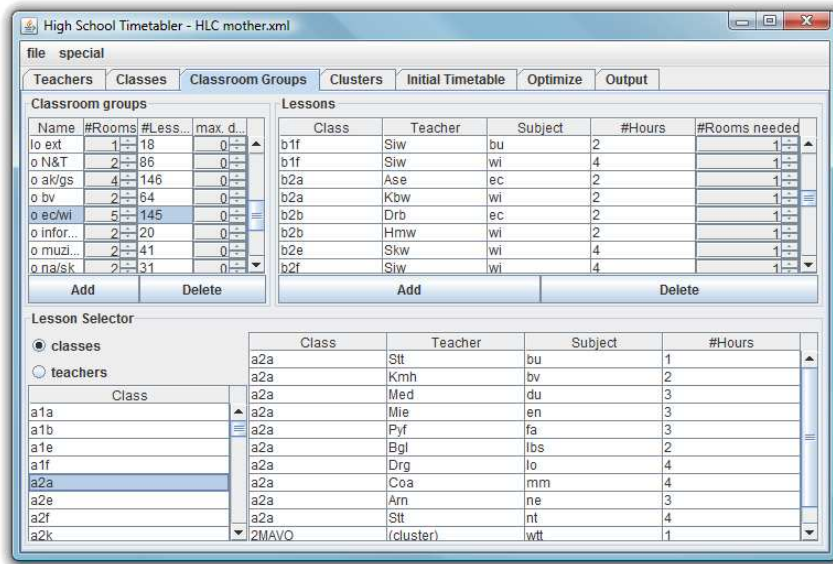 High School Timetabler - HLC mother.xml
file special
Teachers Classes Classroom Groups Clusters Initial Timetable Optimize Output
Classroom groups
Name #Rooms #Less... max. d...
lo ext 1 18 0
o N&T 2 86 0
o ak/gs 4 146 0
o bv 2 64 0
o ec/wi 5 145 0
o infor... 2 20 0
o muzi... 2 41 0
o na/sk 2 31 0
Add Delete
Lessons
Class Teacher Subject #Hours #Rooms needed
b1f Siw bu 2 1
b1f Siw wi 4 1
b2a Ase ec 2 1
b2a Kbw wi 2 1
b2b Drb ec 2 1
b2b Hmw wi 2 1
b2e Skw wi 4 1
b2f Siw wi 4 1
Add Delete
Lesson Selector
classes
teachers
Class
a1a
a1b
a1e
a1f
a2a
a2e
a2f
a2k
Class Teacher Subject #Hours
a2a Stt bu 1
a2a Kmh bv 2
a2a Med du 3
a2a Mie en 3
a2a Pyf fa 3
a2a Bgl lbs 2
a2a Drg lo 4
a2a Coa mm 4
a2a Arn ne 3
a2a Stt nt 4
2MAVO (cluster) wtt 1